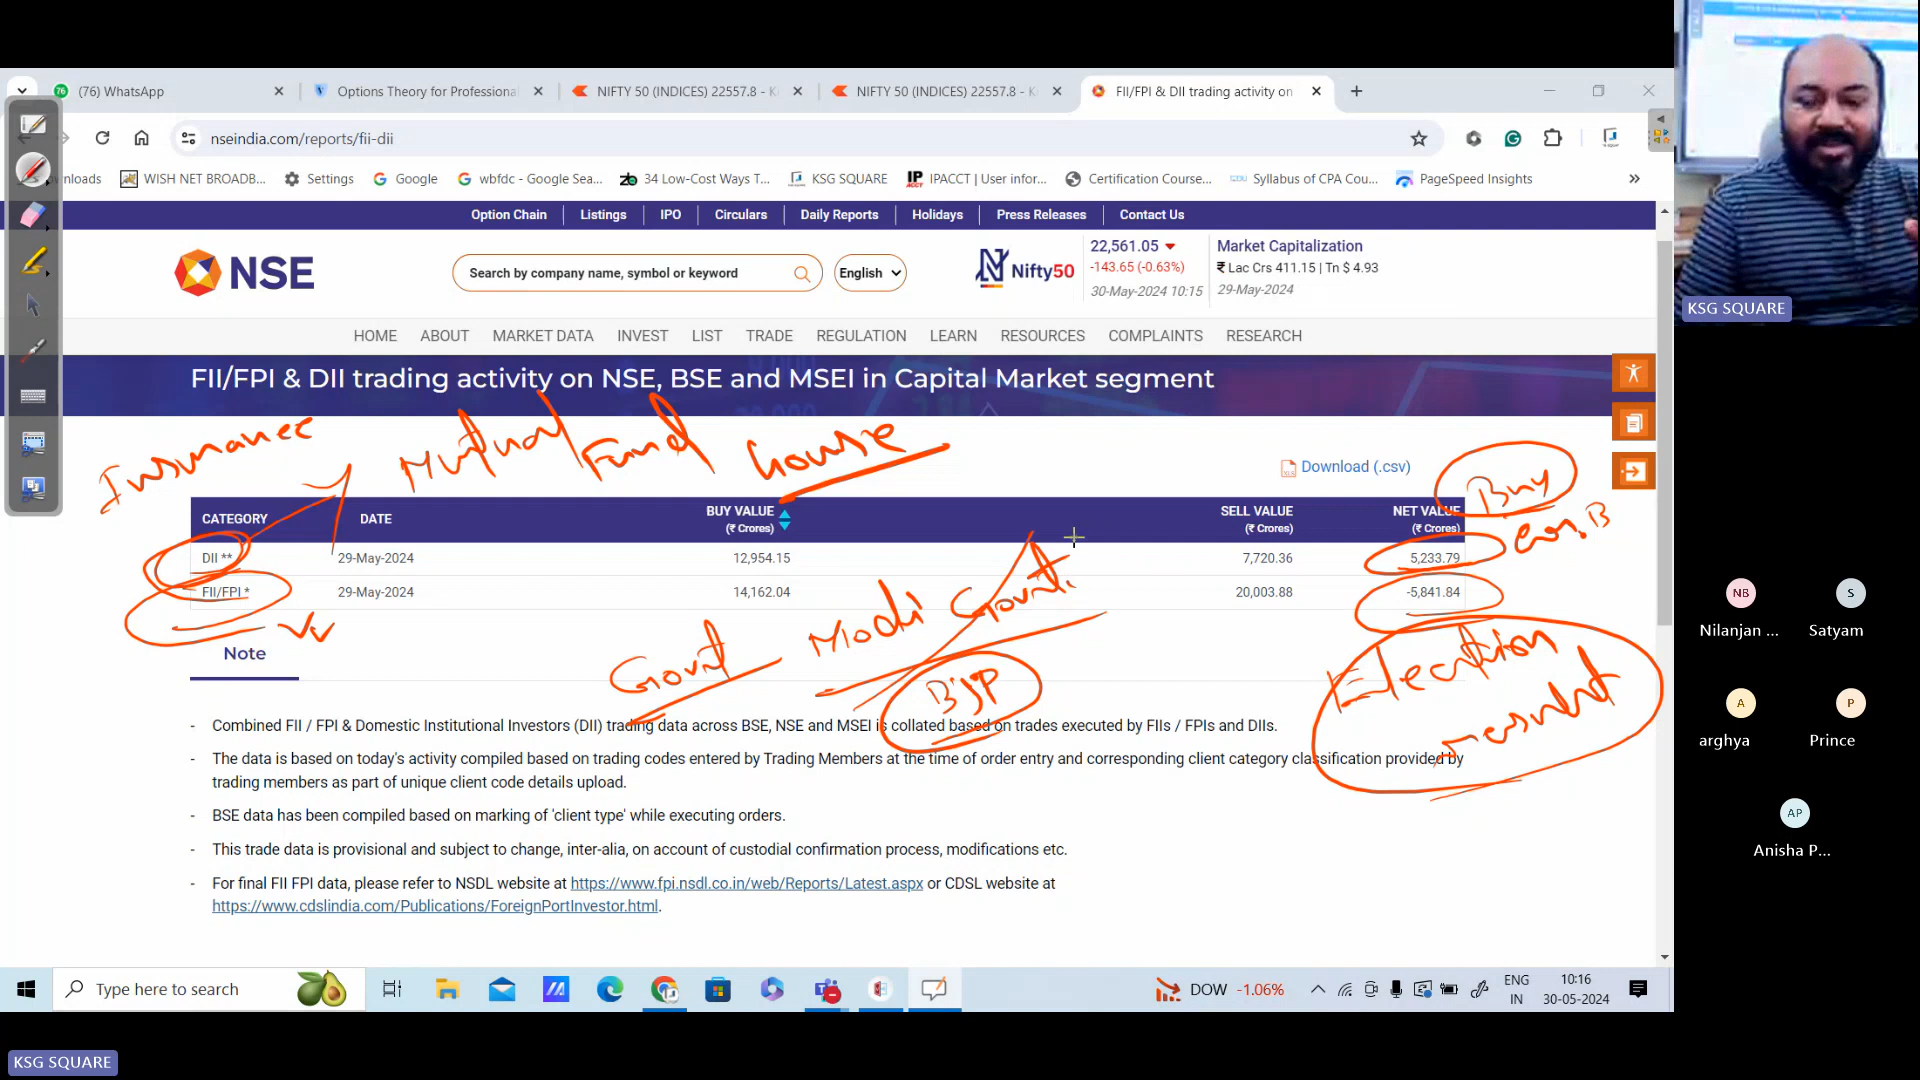 (76) WhatsApp
Options Theory for Professional
NIFTY 50 (INDICES) 22557.8 - K
NIFTY 50 (INDICES) 22557.8 - K
FII/FPI & DII trading activity on
nseindia.com/reports/fii-dii
wnloads
WISH NET BROADB...
Settings
Google
wbfdc - Google Sea...
34 Low-Cost Ways T...
KSG SQUARE
IPACCT | User infor...
Certification Course...
Syllabus of CPA Cou...
PageSpeed Insights
Option Chain
Listings
IPO
Circulars
Daily Reports
Holidays
Press Releases
Contact Us
NSE
Search by company name, symbol or keyword
English
Nifty50
22,561.05
-143.65 (-0.63%)
30-May-2024 10:15
Market Capitalization
₹ Lac Crs 411.15 | Tn $ 4.93
29-May-2024
KSG SQUARE
HOME ABOUT MARKET DATA INVEST LIST TRADE REGULATION LEARN RESOURCES COMPLAINTS RESEARCH
FII/FPI & DII trading activity on NSE, BSE and MSEI in Capital Market segment
Insurance
Mutual Fund house
Download (.csv)
Buy
CATEGORY DATE BUY VALUE (₹ Crores) SELL VALUE (₹ Crores) NET VALUE (₹ Crores)
DII ** 29-May-2024 12,954.15 7,720.36 5,233.79
FII/FPI * 29-May-2024 14,162.04 20,003.88 -5,841.84
Govt Modi Govt.
BJP
Election
result
Note
- Combined FII / FPI & Domestic Institutional Investors (DII) trading data across BSE, NSE and MSEI is collated based on trades executed by FIIs / FPIs and DIIs.
- The data is based on today's activity compiled based on trading codes entered by Trading Members at the time of order entry and corresponding client category classification provided by
trading members as part of unique client code details upload.
- BSE data has been compiled based on marking of 'client type' while executing orders.
- This trade data is provisional and subject to change, inter-alia, on account of custodial confirmation process, modifications etc.
- For final FII FPI data, please refer to NSDL website at https://www.fpi.nsdl.co.in/web/Reports/Latest.aspx or CDSL website at
https://www.cdslindia.com/Publications/ForeignPortInvestor.html.
NB
Nilanjan ...
S
Satyam
A
arghya
P
Prince
AP
Anisha P...
Type here to search
DOW -1.06%
ENG
IN
10:16
30-05-2024
KSG SQUARE